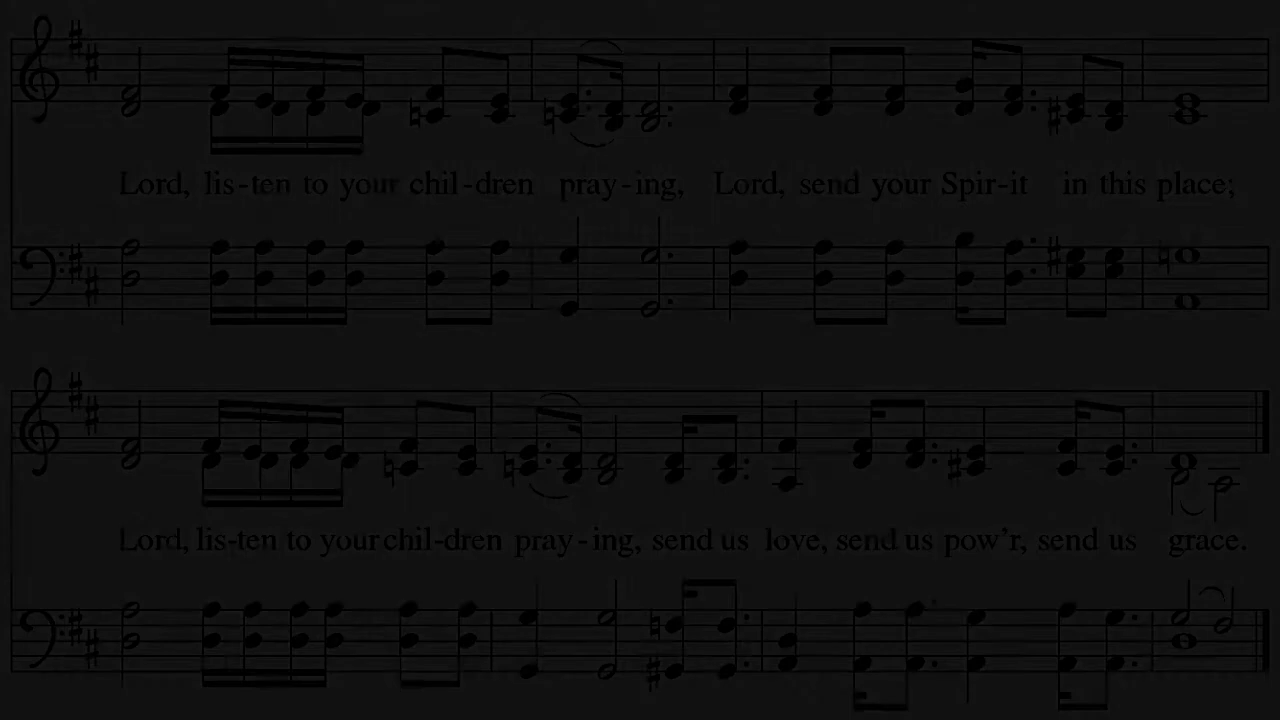 Lord, lis-ten to your chil-dren pray-ing, Lord, send your Spir-it in this place;
Lord, lis-ten to your chil-dren pray-ing, send us love, send us pow'r, send us grace.